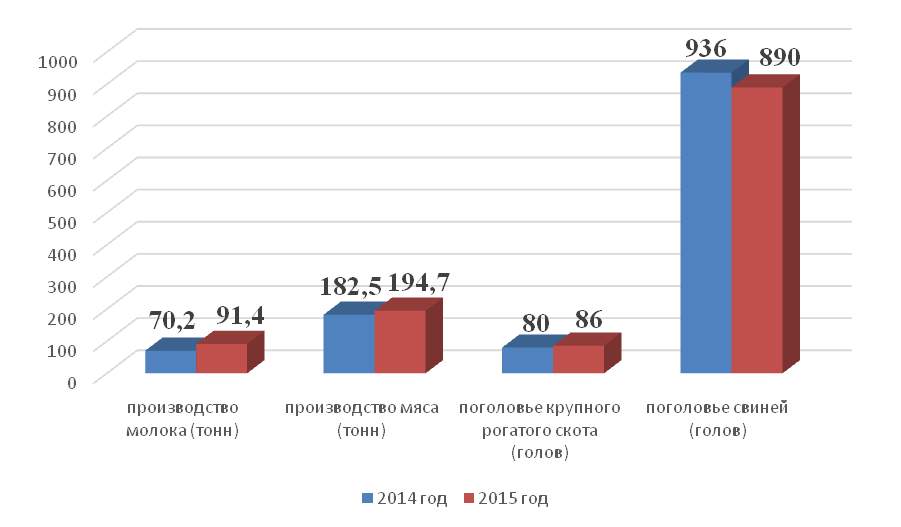 1000
900
800
700
600
500
400
300
200
100
0
70,2
91,4
182,5
194,7
80
86
936
890
производство
молока (тонн)
производство мяса
(тонн)
поголовье крупного
рогатого скота
(голов)
поголовье свиней
(голов)
2014 год
2015 год